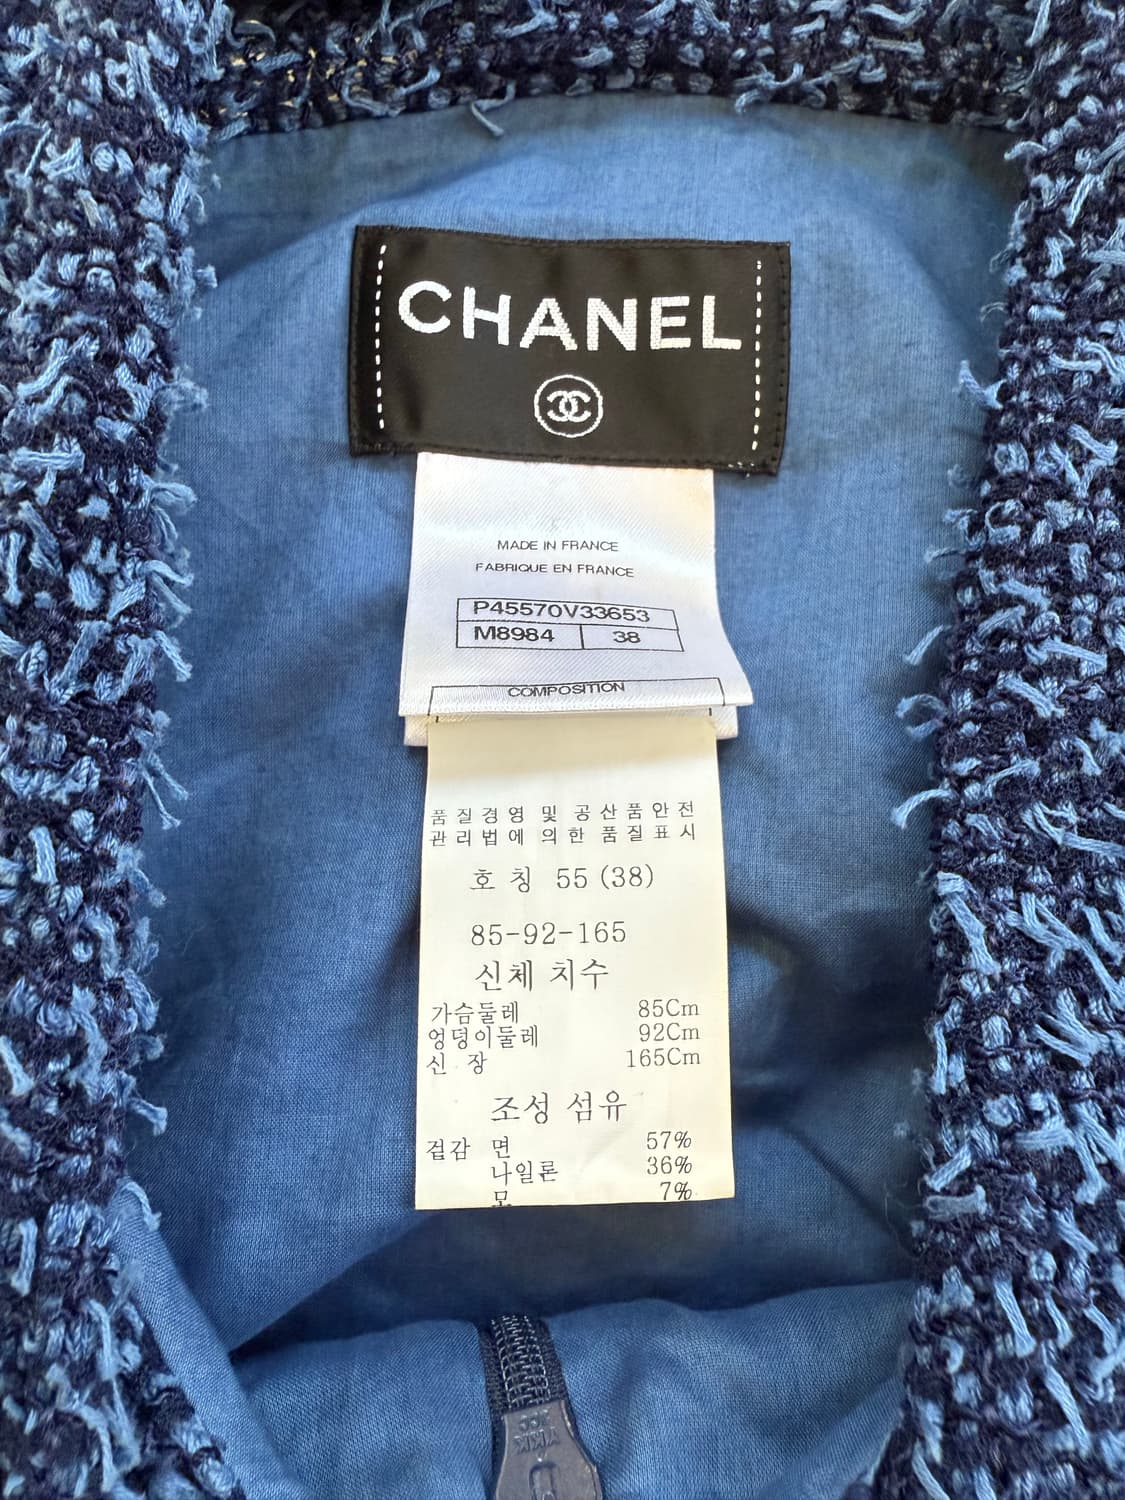 CHANEL
MADE IN FRANCE
FABRIQUE EN FRANCE
P45570V33653
M8984 38
COMPOSITION
품질경영 및 공산품안전
관리법에 의한 품질표시
호 칭 55 (38)
85-92-165
신체 치수
가슴둘레 85Cm
엉덩이둘레 92Cm
신 장 165Cm
조성 섬유
겉감 면 57%
나일론 36%
모 7%
YKK